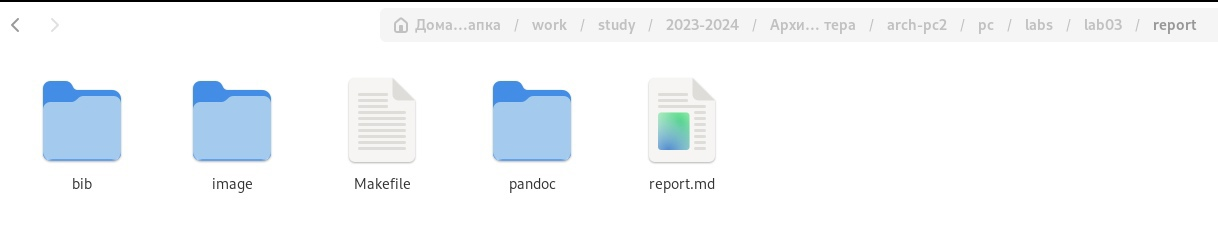 Дома...апка / work / study / 2023-2024 / Архи... тера / arch-pc2 / pc / labs / lab03 / report
bib image Makefile pandoc report.md